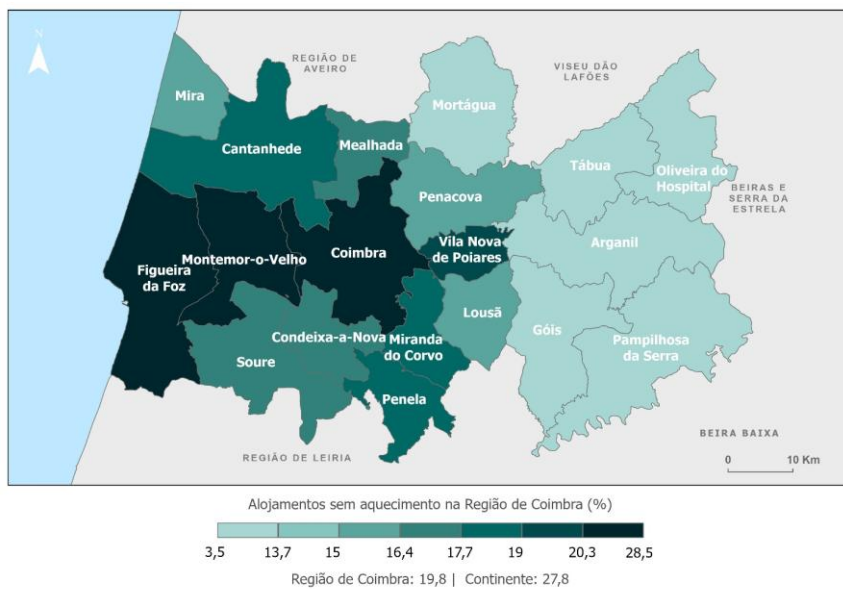 N
REGIÃO DE
AVEIRO
VISEU DÃO
LAFÕES
Mira
Mortágua
Cantanhede
Mealhada
Tábua
Oliveira do
Hospital
Penacova
BEIRAS E
SERRA DA
ESTRELA
Vila Nova
de Poiares
Arganil
Coimbra
Montemor-o-Velho
Figueira
da Foz
Lousã
Góis
Condeixa-a-Nova
Miranda
do Corvo
Pampilhosa
da Serra
Soure
Penela
BEIRA BAIXA
REGIÃO DE LEIRIA
0 10 Km
Alojamentos sem aquecimento na Região de Coimbra (%)
3,5 13,7 15 16,4 17,7 19 20,3 28,5
Região de Coimbra: 19,8 | Continente: 27,8